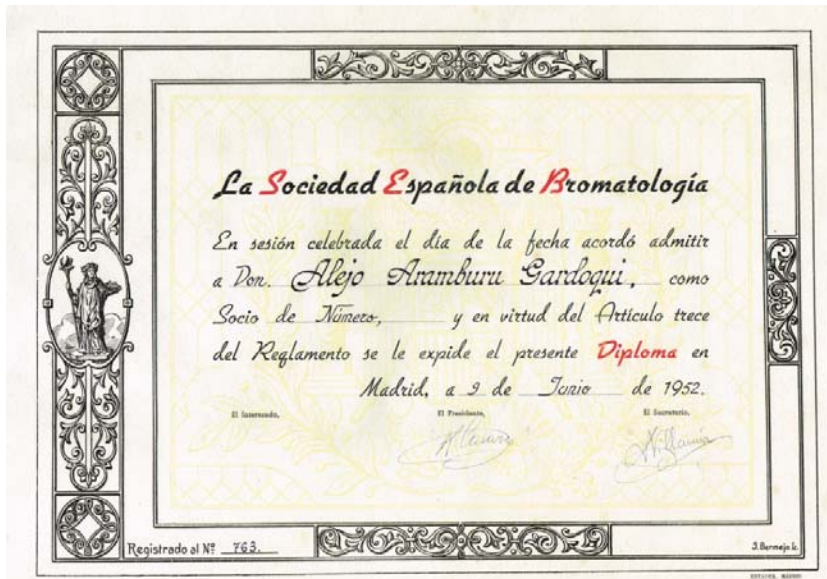 La Sociedad Española de Bromatología
En sesión celebrada el día de la fecha acordó admitir
a Don. Alejo Aramburu Gardoqui, como
Socio de Número, y en virtud del Artículo trece
del Reglamento se le expide el presente Diploma en
Madrid, a 9 de Junio de 1952.
El Interesado, El Presidente, El Secretario,
Registrado al Nº 763. J. Bermejo